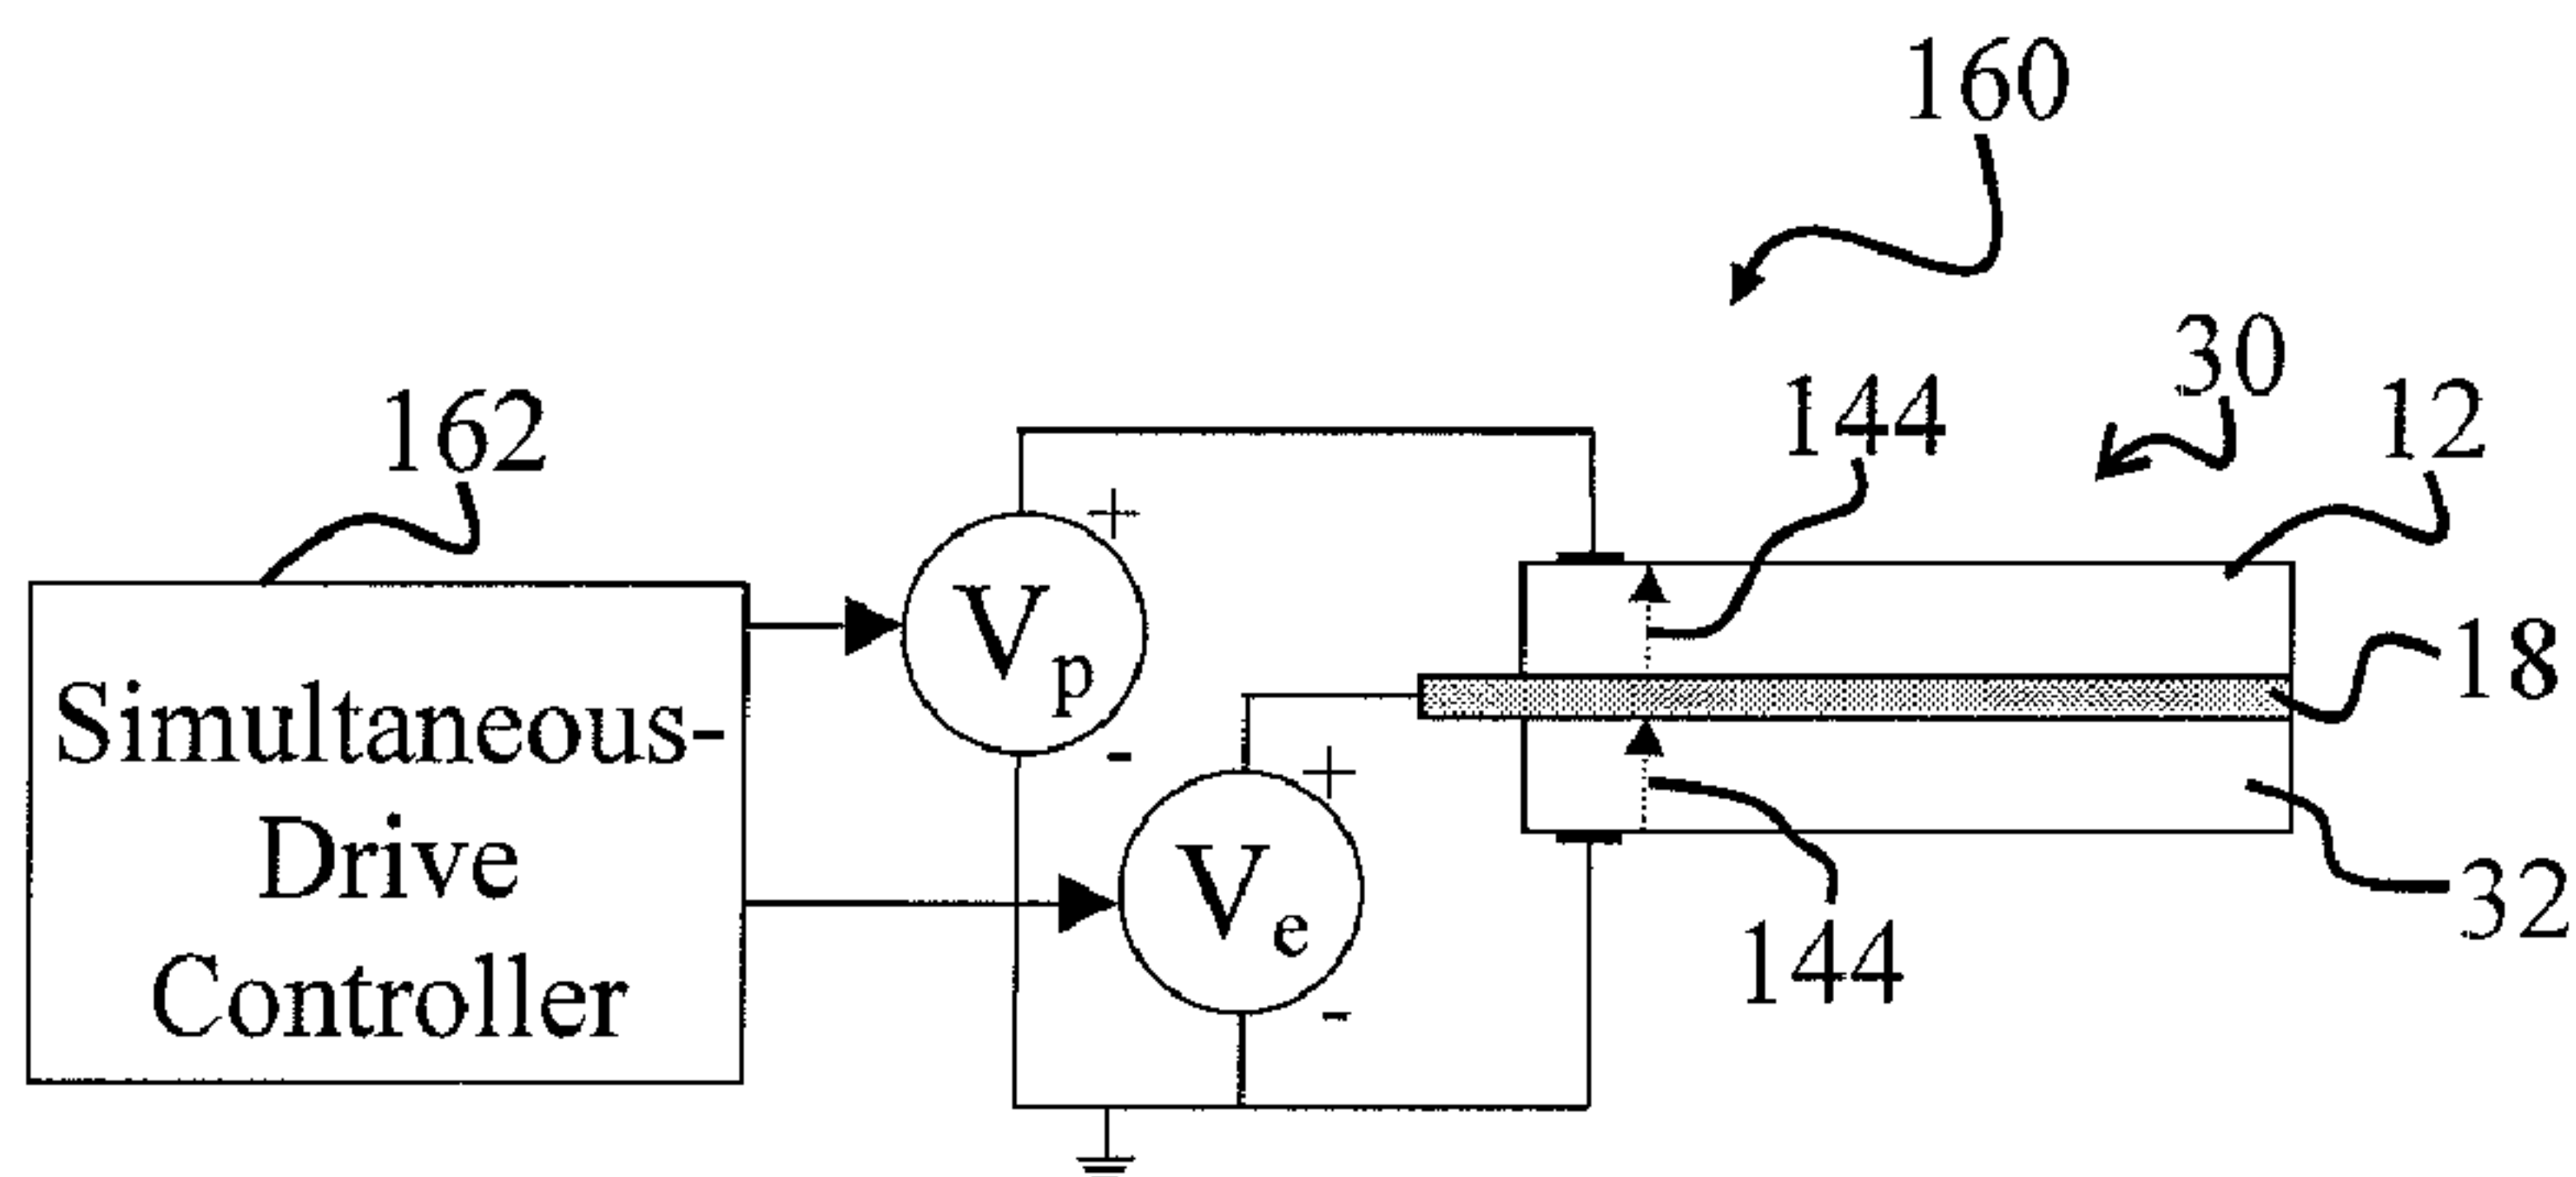 160
30
144
12
162
+
Vp
-
18
Simultaneous-
Drive
Controller
+
Ve
-
32
144